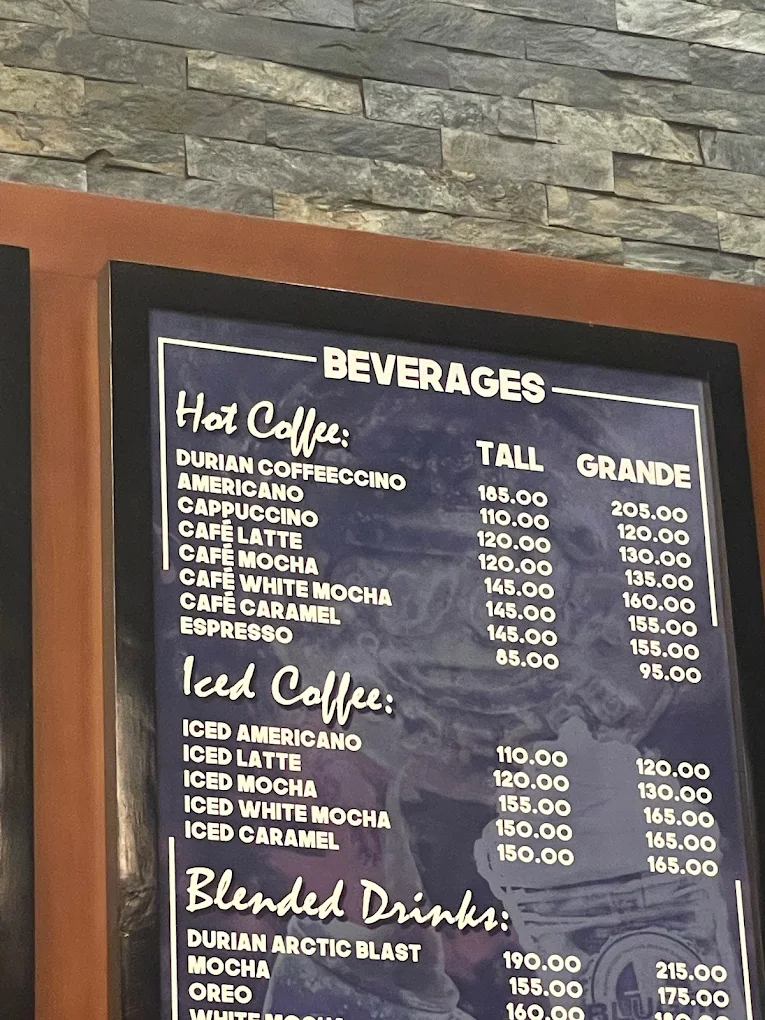 BEVERAGES
Hot Coffee:
TALL GRANDE
DURIAN COFFEECCINO 185.00 205.00
AMERICANO 110.00 120.00
CAPPUCCINO 120.00 130.00
CAFÉ LATTE 120.00 135.00
CAFÉ MOCHA 145.00 160.00
CAFÉ WHITE MOCHA 145.00 155.00
CAFÉ CARAMEL 145.00 155.00
ESPRESSO 85.00 95.00
Iced Coffee:
ICED AMERICANO 110.00 120.00
ICED LATTE 120.00 130.00
ICED MOCHA 155.00 165.00
ICED WHITE MOCHA 150.00 165.00
ICED CARAMEL 150.00 165.00
Blended Drinks:
DURIAN ARCTIC BLAST 190.00 215.00
MOCHA 155.00 175.00
OREO 160.00
WHITE MOCHA